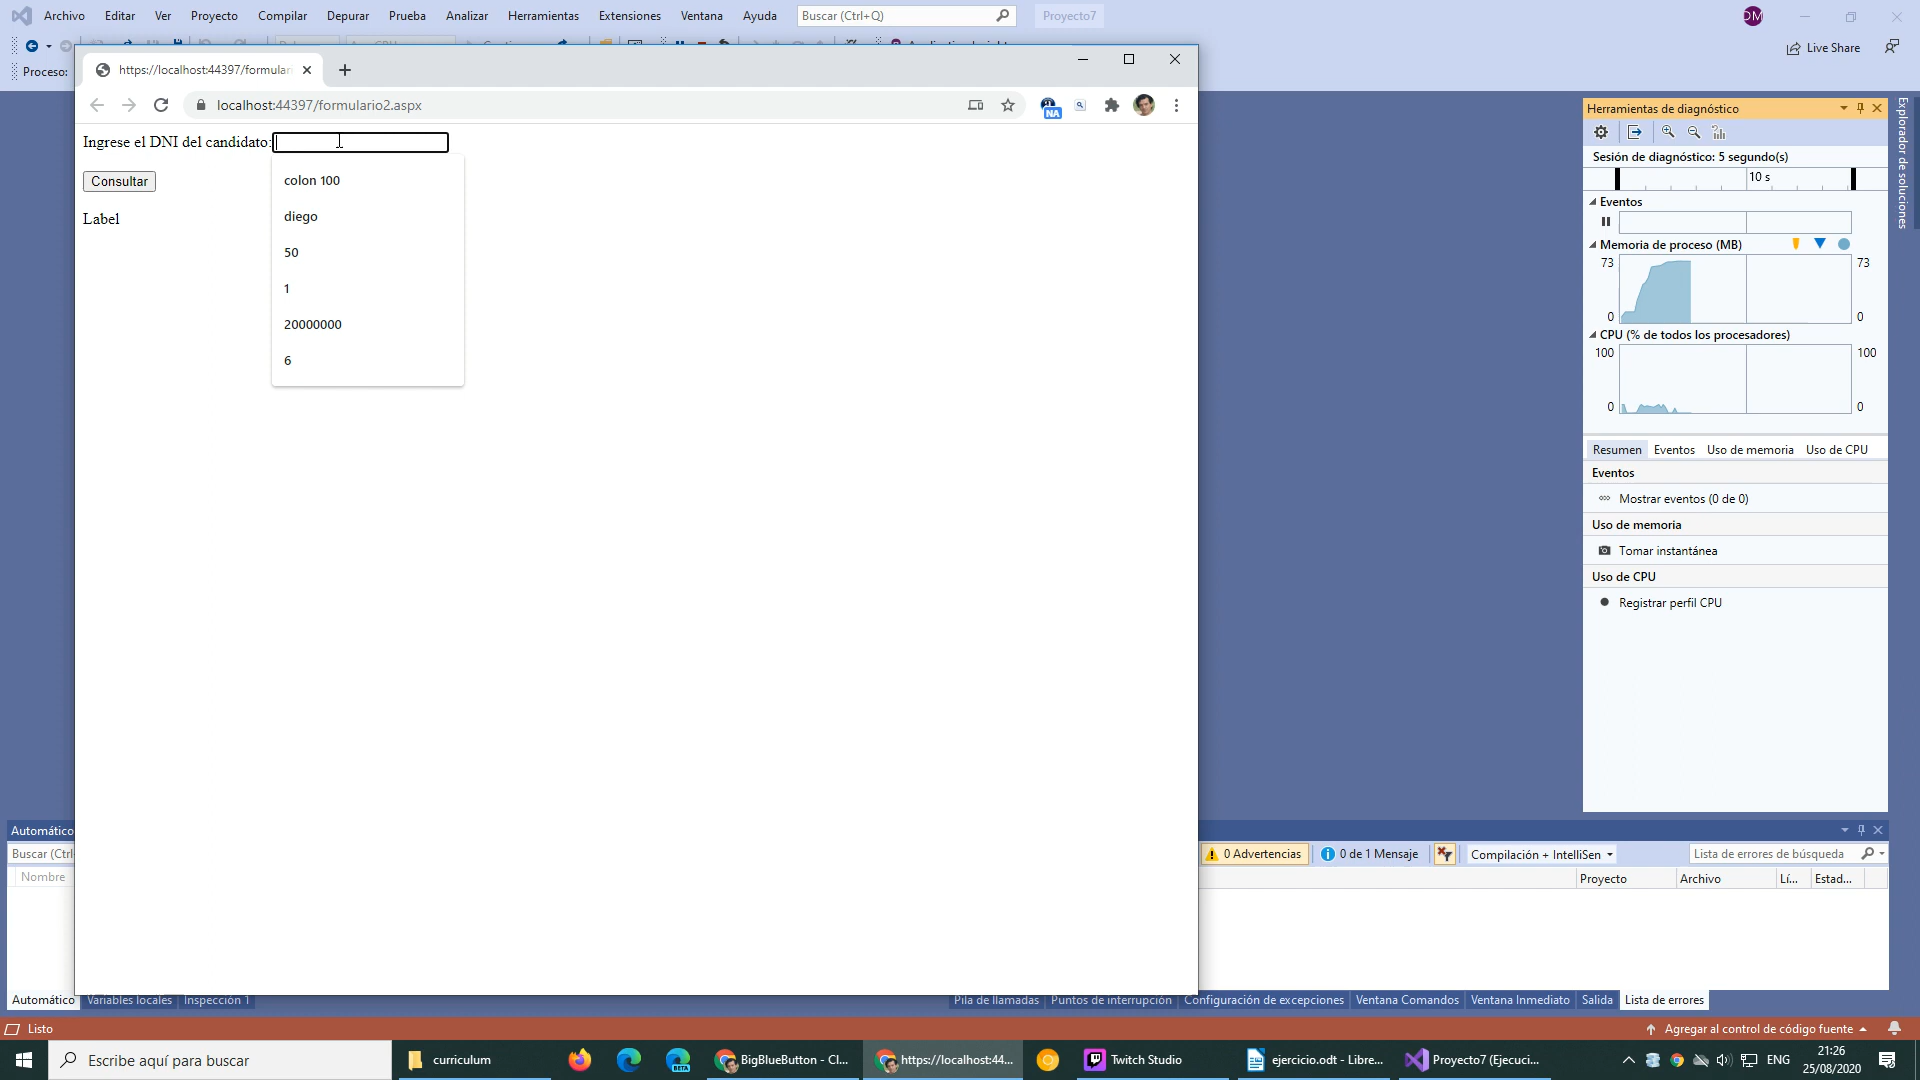 Archivo Editar Ver Proyecto Compilar Depurar Prueba Analizar Herramientas Extensiones Ventana Ayuda Buscar (Ctrl+Q) Proyecto7 DM
Live Share
Proceso:
https://localhost:44397/formular
localhost:44397/formulario2.aspx
NA
Ingrese el DNI del candidato:
colon 100
diego
50
1
20000000
6
Consultar
Label
Herramientas de diagnóstico
Sesión de diagnóstico: 5 segundo(s)
10 s
Eventos
Memoria de proceso (MB)
73 73
0 0
CPU (% de todos los procesadores)
100 100
0 0
Resumen Eventos Uso de memoria Uso de CPU
Eventos
Mostrar eventos (0 de 0)
Uso de memoria
Tomar instantánea
Uso de CPU
Registrar perfil CPU
Explorador de soluciones
Automático
Buscar (Ctrl
Nombre
0 Advertencias 0 de 1 Mensaje Compilación + IntelliSen Lista de errores de búsqueda
Proyecto Archivo Lí... Estad...
Automático Variables locales Inspección 1
Pila de llamadas Puntos de interrupción Configuración de excepciones Ventana Comandos Ventana Inmediato Salida Lista de errores
Listo
Agregar al control de código fuente
Escribe aquí para buscar
curriculum
BETA
BigBlueButton - Cl...
https://localhost:44...
Twitch Studio
ejercicio.odt - Libre...
Proyecto7 (Ejecuci...
ENG
21:26
25/08/2020